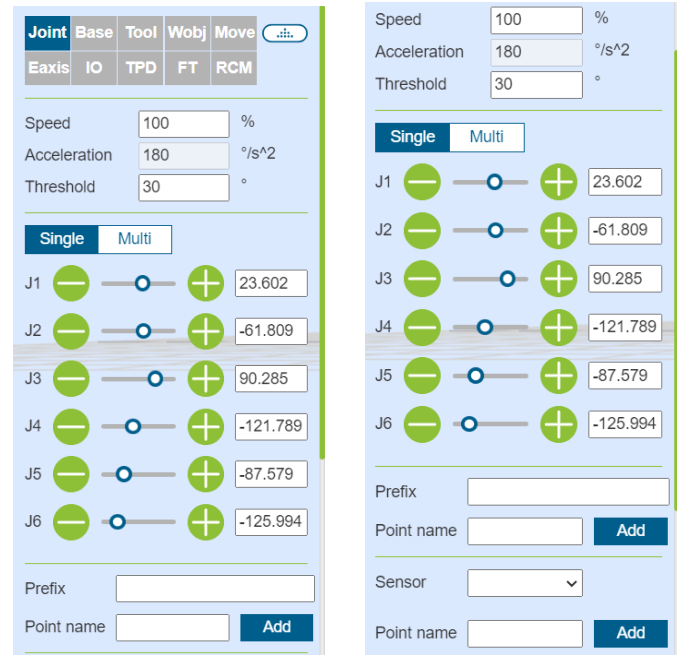 Joint Base Tool Wobj Move
Eaxis IO TPD FT RCM
Speed 100 %
Acceleration 180 °/s^2
Threshold 30 °
Single Multi
J1 23.602
J2 -61.809
J3 90.285
J4 -121.789
J5 -87.579
J6 -125.994
Prefix
Point name Add
Speed 100 %
Acceleration 180 °/s^2
Threshold 30 °
Single Multi
J1 23.602
J2 -61.809
J3 90.285
J4 -121.789
J5 -87.579
J6 -125.994
Prefix
Point name Add
Sensor
Point name Add